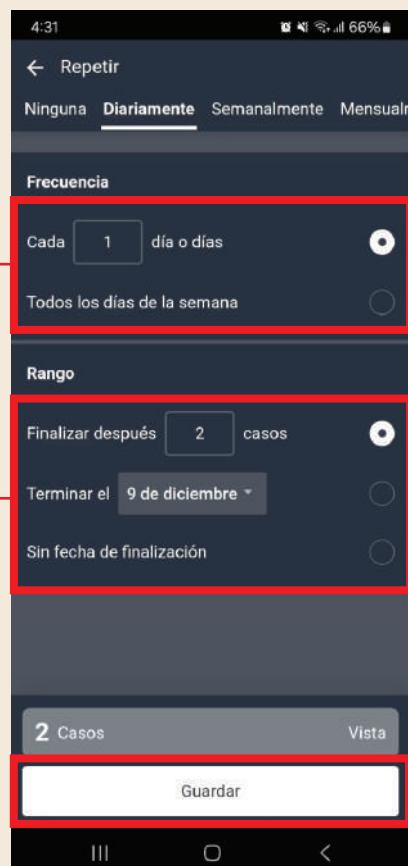 4:31 66%
Repetir
Ninguna Diariamente Semanalmente Mensualm
Frecuencia
Cada 1 día o días
Todos los días de la semana
Rango
Finalizar después 2 casos
Terminar el 9 de diciembre
Sin fecha de finalización
2 Casos Vista
Guardar